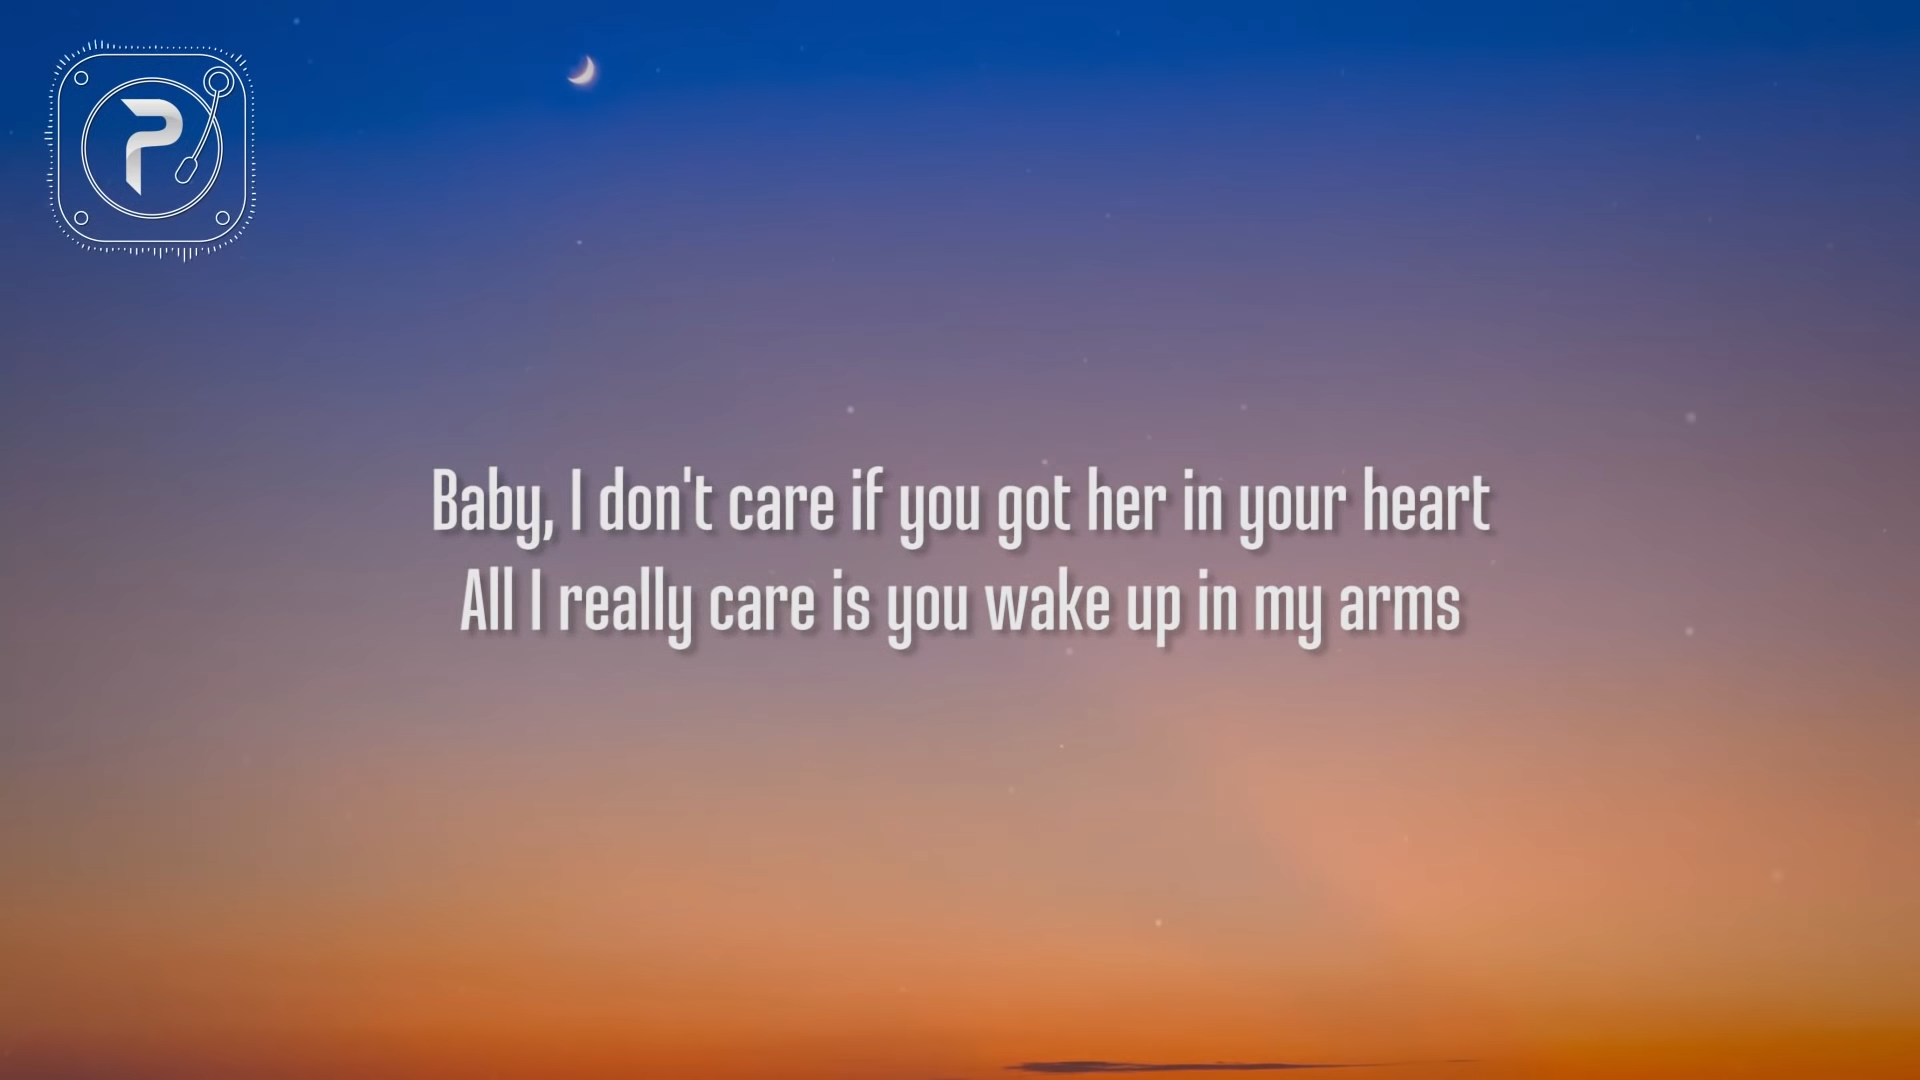 P
Baby, I don't care if you got her in your heart
All I really care is you wake up in my arms